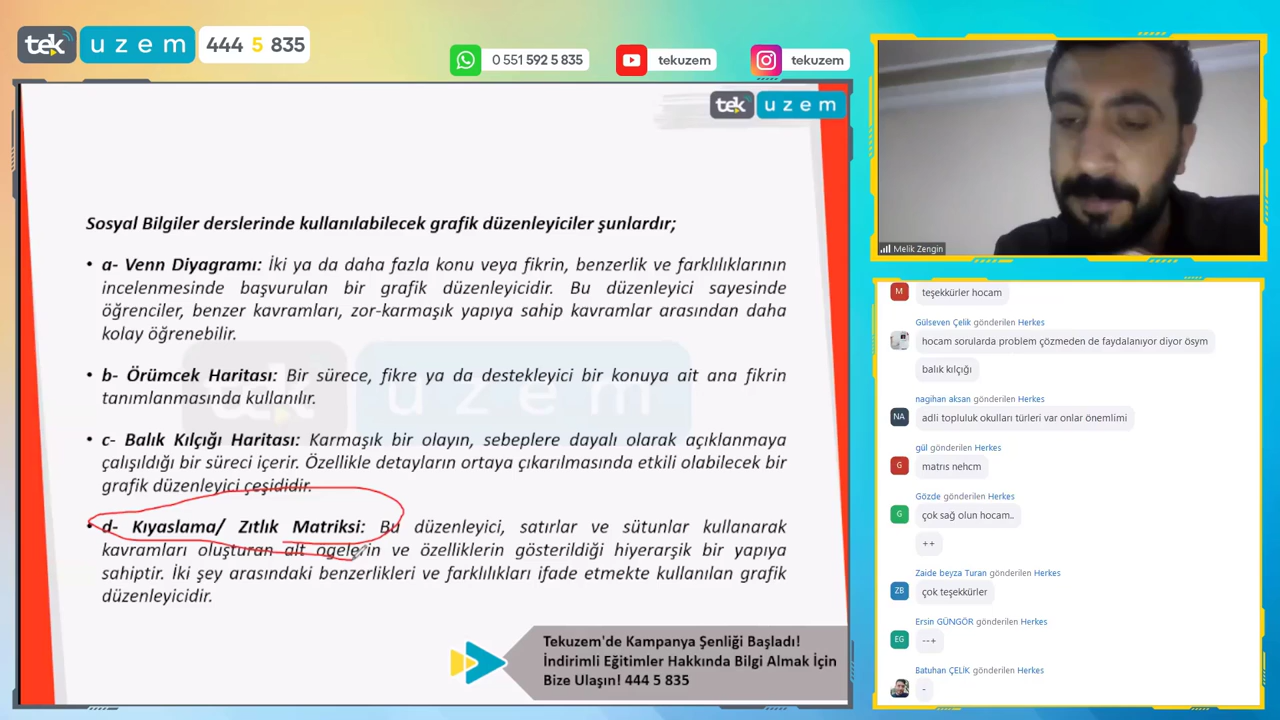 tek uzem 444 5 835
0 551 592 5 835 tekuzem tekuzem
tek uzem
Sosyal Bilgiler derslerinde kullanılabilecek grafik düzenleyiciler şunlardır;
• a- Venn Diyagramı: İki ya da daha fazla konu veya fikrin, benzerlik ve farklılıklarının
incelenmesinde başvurulan bir grafik düzenleyicidir. Bu düzenleyici sayesinde
öğrenciler, benzer kavramları, zor-karmaşık yapıya sahip kavramlar arasından daha
kolay öğrenebilir.
• b- Örümcek Haritası: Bir sürece, fikre ya da destekleyici bir konuya ait ana fikrin
tanımlanmasında kullanılır.
• c- Balık Kılçığı Haritası: Karmaşık bir olayın, sebeplere dayalı olarak açıklanmaya
çalışıldığı bir süreci içerir. Özellikle detayların ortaya çıkarılmasında etkili olabilecek bir
grafik düzenleyici çeşididir.
• d- Kıyaslama/ Zıtlık Matriksi: Bu düzenleyici, satırlar ve sütunlar kullanarak
kavramları oluşturan alt ögelerin ve özelliklerin gösterildiği hiyerarşik bir yapıya
sahiptir. İki şey arasındaki benzerlikleri ve farklılıkları ifade etmekte kullanılan grafik
düzenleyicidir.
tek uzem
Tekuzem'de Kampanya Şenliği Başladı!
İndirimli Eğitimler Hakkında Bilgi Almak İçin
Bize Ulaşın! 444 5 835
Melik Zengin
M teşekkürler hocam
Gülseven Çelik gönderilen Herkes
hocam sorularda problem çözmeden de faydalanıyor diyor ösym
balık kılçığı
nagihan aksan gönderilen Herkes
NA adli topluluk okulları türleri var onlar önemlimi
gül gönderilen Herkes
G matrıs nehcm
Gözde gönderilen Herkes
G çok sağ olun hocam..
++
Zaide beyza Turan gönderilen Herkes
ZB çok teşekkürler
Ersin GÜNGÖR gönderilen Herkes
EG --+
Batuhan ÇELİK gönderilen Herkes
-